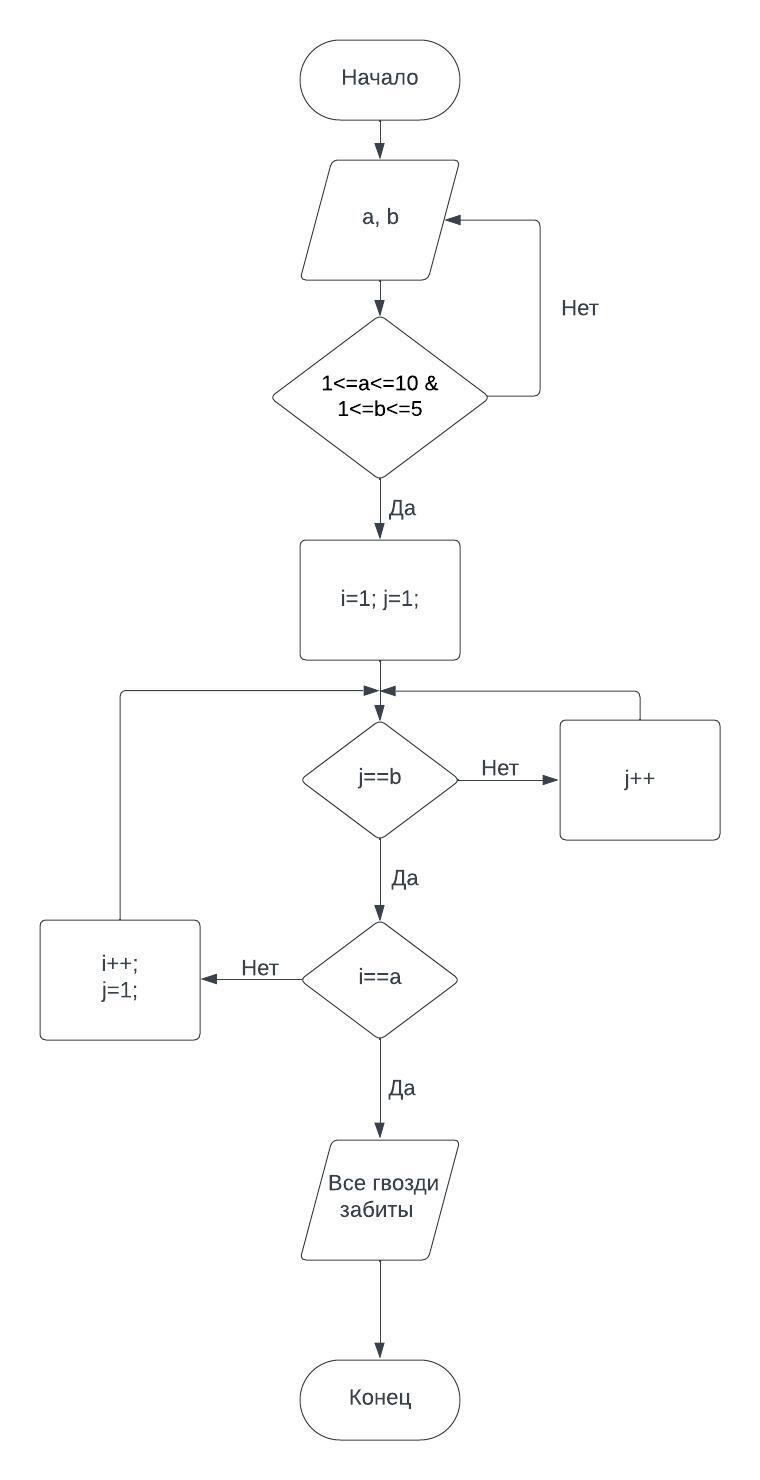 Начало
a, b
Нет
1<=a<=10 &
1<=b<=5
Да
i=1; j=1;
j==b
Нет
j++
Да
i++;
j=1;
Нет
i==a
Да
Все гвозди
забиты
Конец